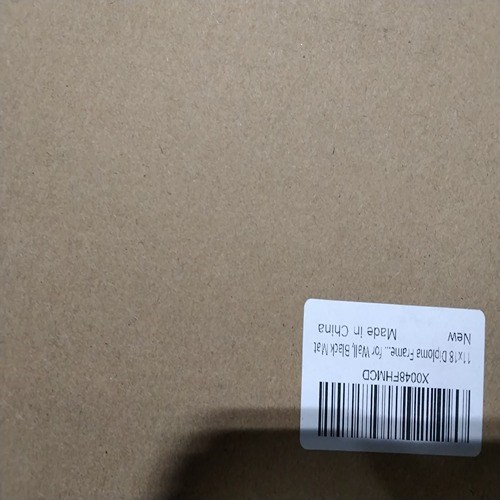 X0048FHMCD
11x18 Diploma Frame... for Wall, Black Mat
New
Made in China